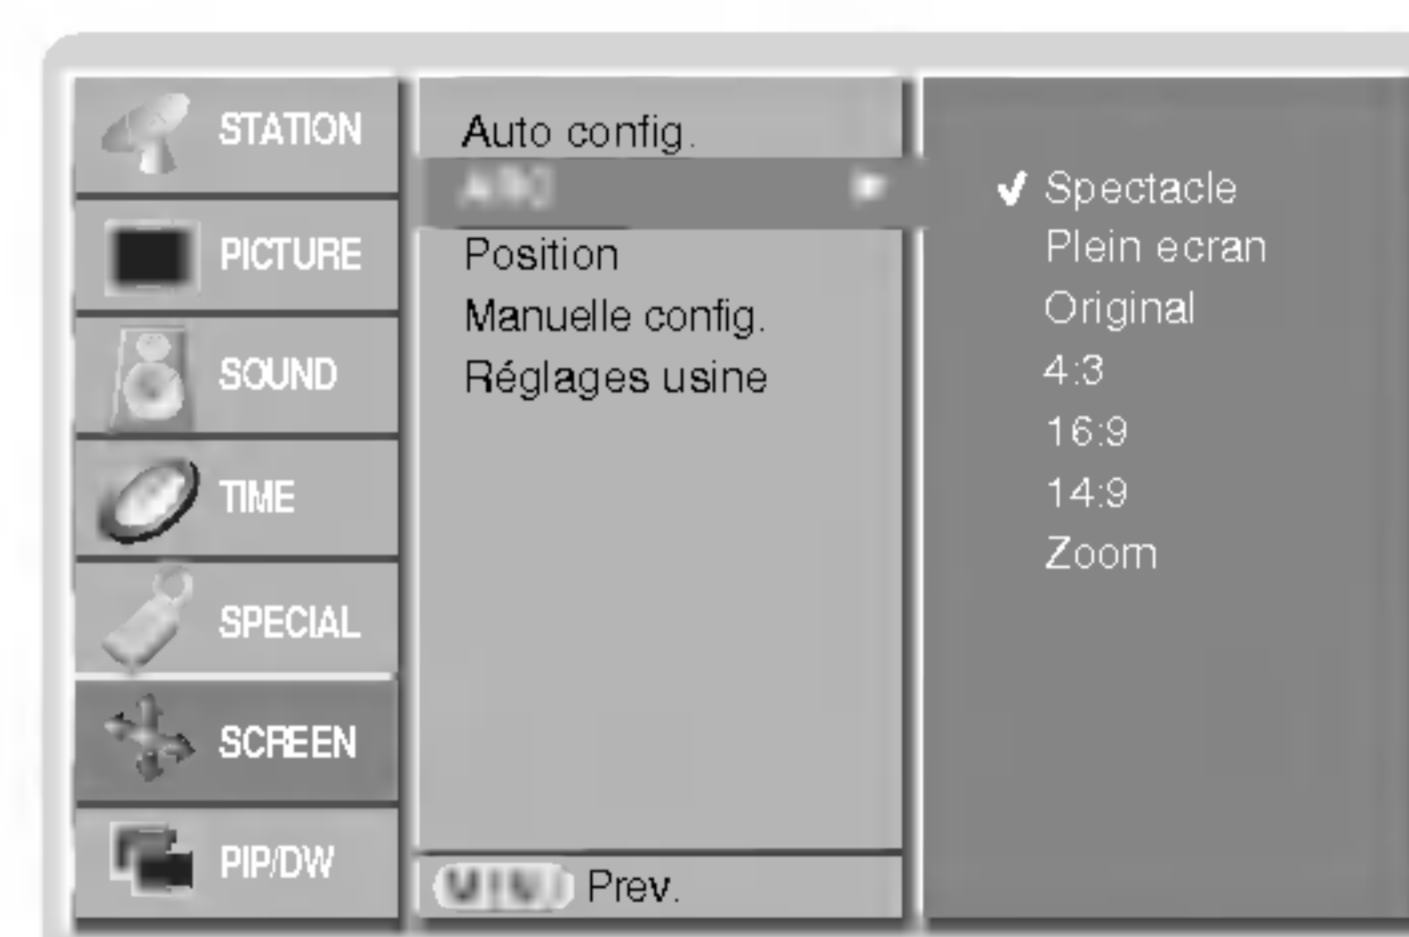 STATION
PICTURE
SOUND
TIME
SPECIAL
SCREEN
PIP/DW
Auto config.
Position
Manuelle config.
Réglages usine
Prev.
Spectacle
Plein ecran
Original
4:3
16:9
14:9
Zoom